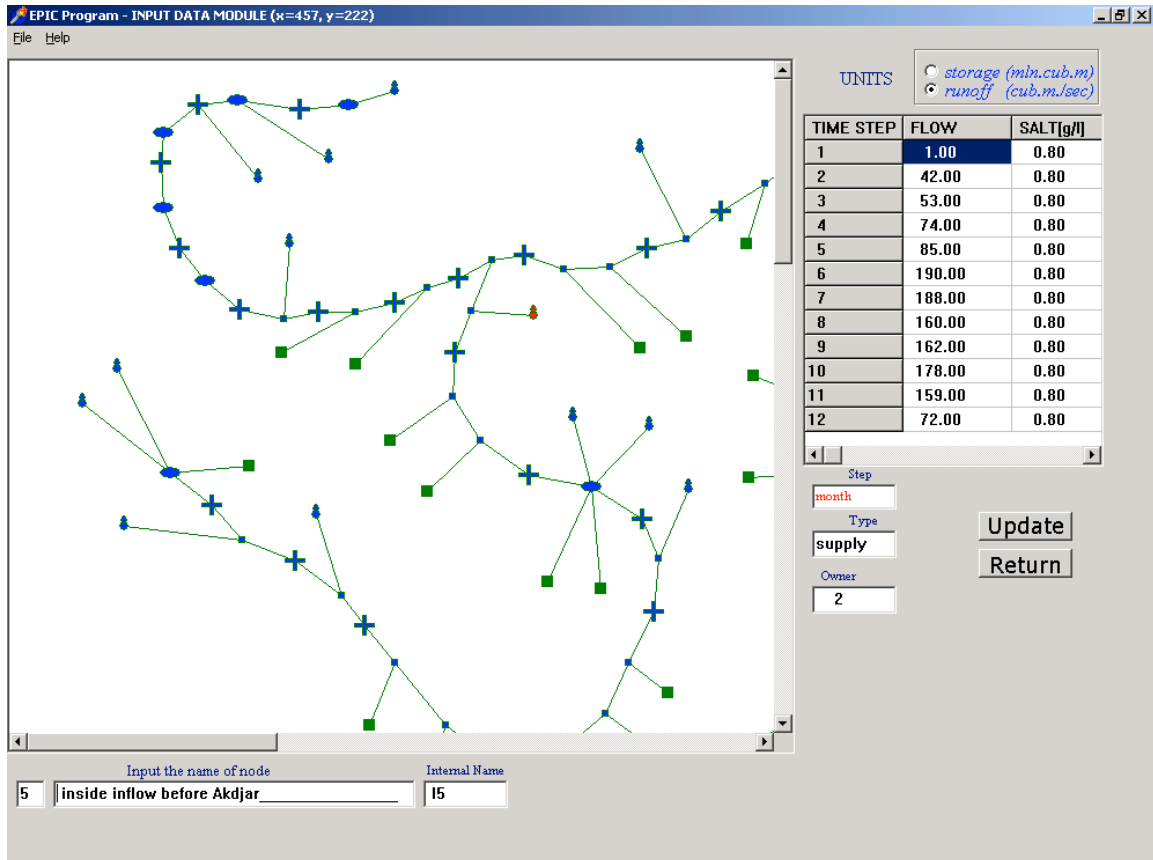 EPIC Program - INPUT DATA MODULE (x=457, y=222)
File Help
UNITS
storage (mln.cub.m)
runoff (cub.m./sec)
TIME STEP FLOW SALT[g/l]
1 1.00 0.80
2 42.00 0.80
3 53.00 0.80
4 74.00 0.80
5 85.00 0.80
6 190.00 0.80
7 188.00 0.80
8 160.00 0.80
9 162.00 0.80
10 178.00 0.80
11 159.00 0.80
12 72.00 0.80
Step
month
Type
supply
Owner
2
Update
Return
Input the name of node Internal Name
5 inside inflow before Akdjar__________________ I5